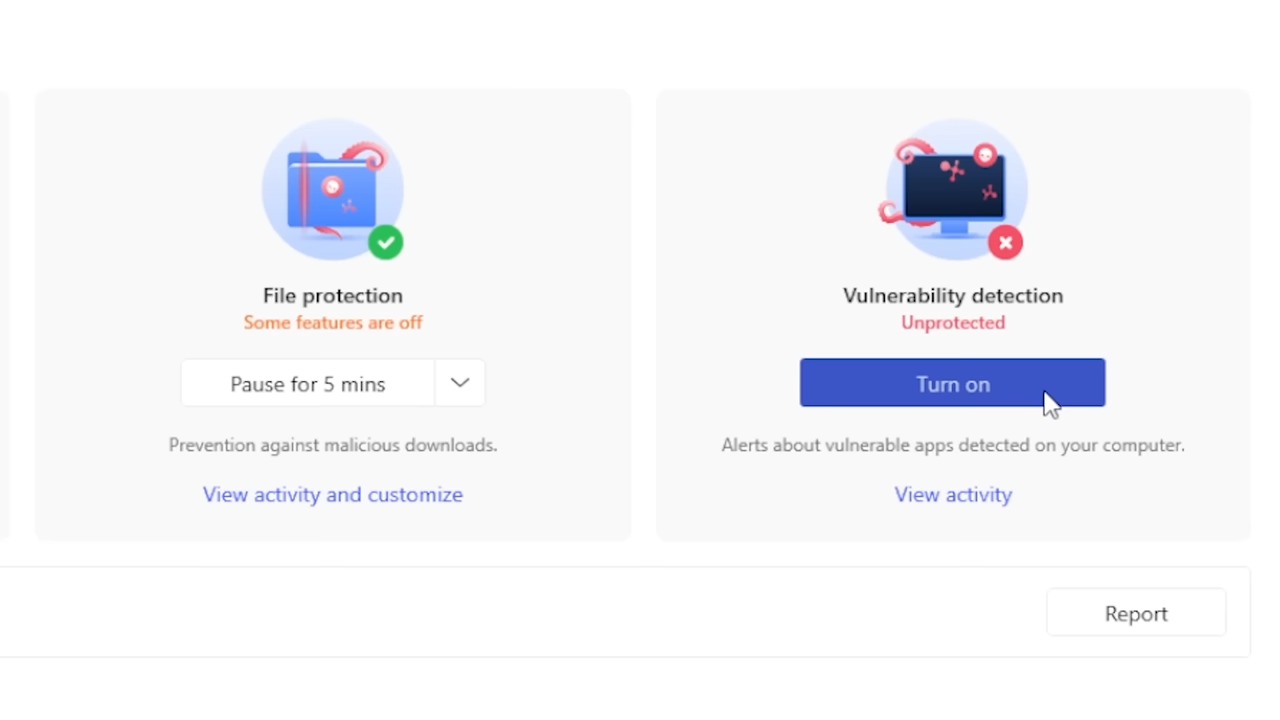 File protection
Some features are off
Pause for 5 mins
Prevention against malicious downloads.
View activity and customize
Vulnerability detection
Unprotected
Turn on
Alerts about vulnerable apps detected on your computer.
View activity
Report